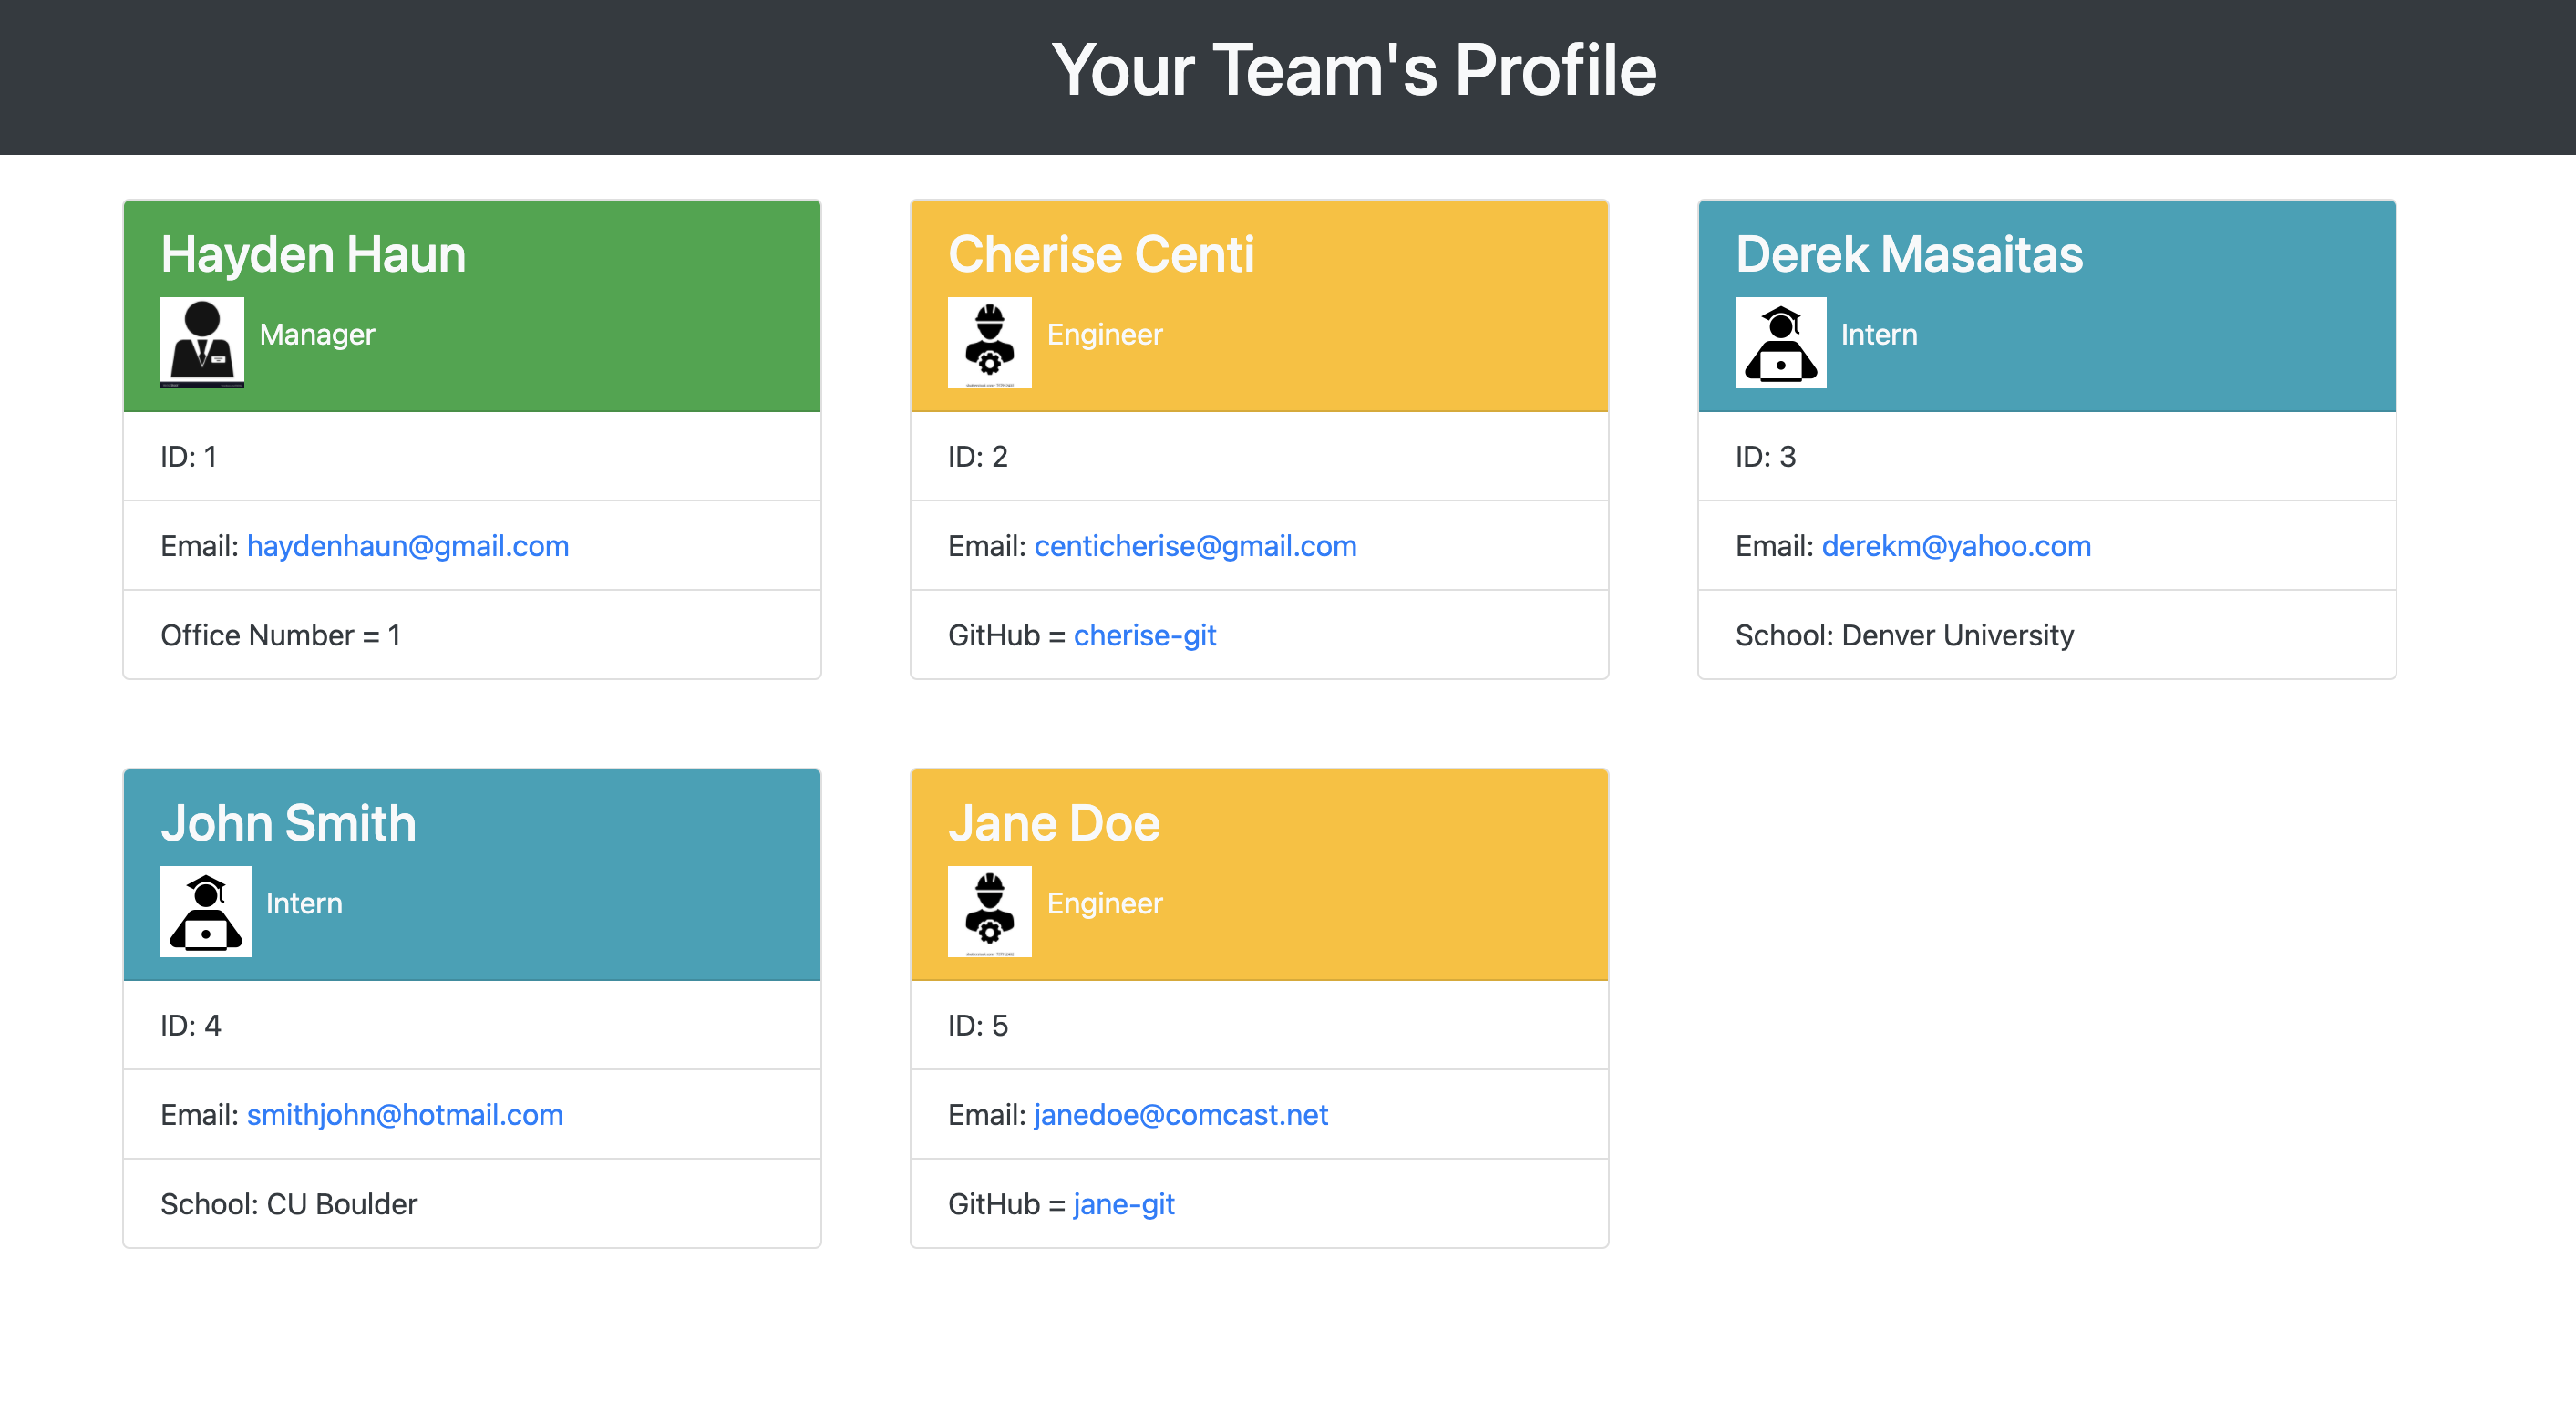 Your Team's Profile
Hayden Haun
Manager
ID: 1
Email: haydenhaun@gmail.com
Office Number = 1
Cherise Centi
Engineer
ID: 2
Email: centicherise@gmail.com
GitHub = cherise-git
Derek Masaitas
Intern
ID: 3
Email: derekm@yahoo.com
School: Denver University
John Smith
Intern
ID: 4
Email: smithjohn@hotmail.com
School: CU Boulder
Jane Doe
Engineer
ID: 5
Email: janedoe@comcast.net
GitHub = jane-git